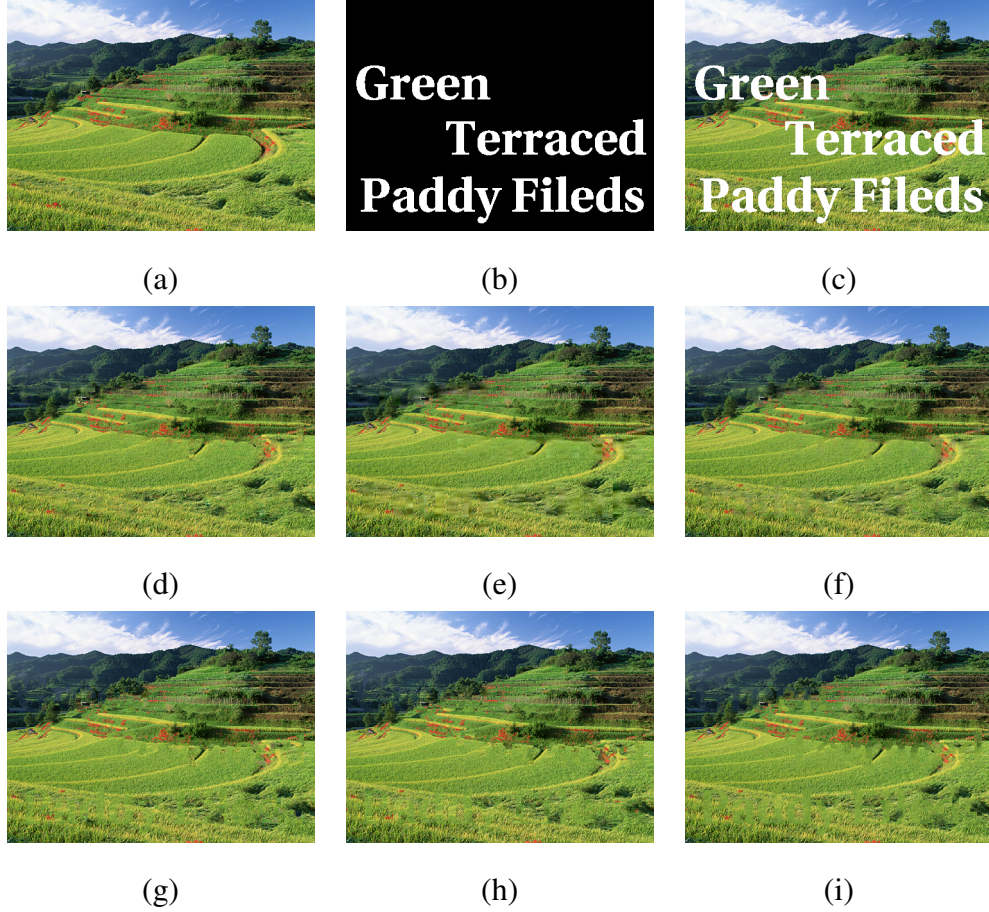 Green
Green
Terraced
Terraced
Paddy Fileds
Paddy Fileds
(a)
(b)
(c)
(d)
(e)
(f)
(g)
(h)
(i)